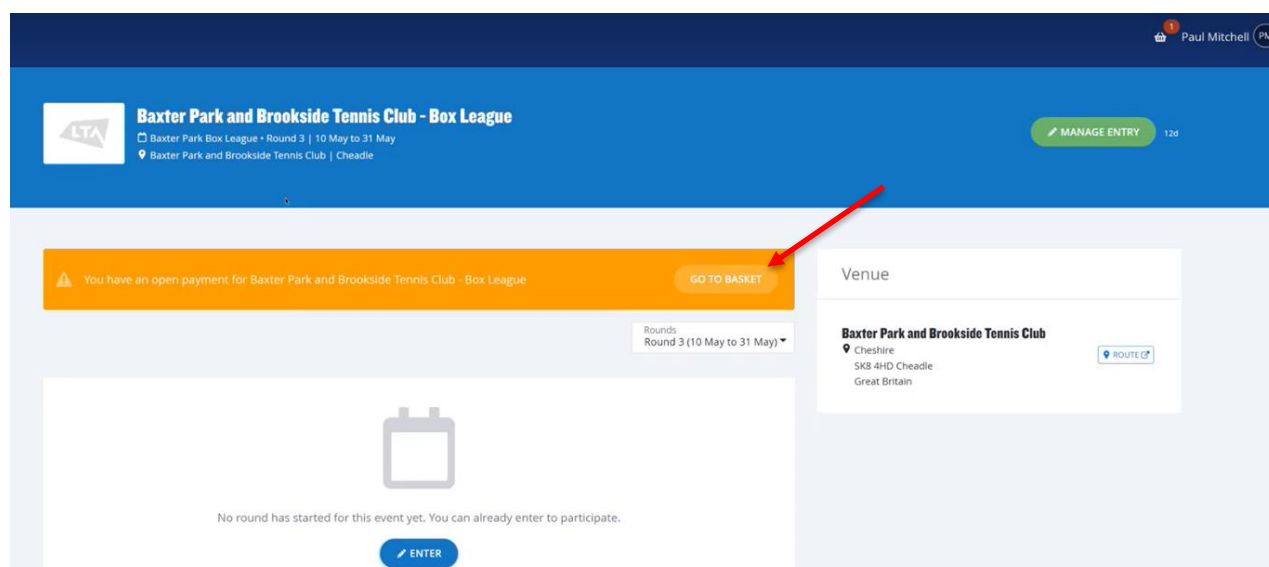 1
Paul Mitchell PM
LTA
Baxter Park and Brookside Tennis Club - Box League
Baxter Park Box League • Round 3 | 10 May to 31 May
Baxter Park and Brookside Tennis Club | Cheadle
MANAGE ENTRY 12d
You have an open payment for Baxter Park and Brookside Tennis Club - Box League
GO TO BASKET
Rounds
Round 3 (10 May to 31 May)
No round has started for this event yet. You can already enter to participate.
ENTER
Venue
Baxter Park and Brookside Tennis Club
Cheshire
SK8 4HD Cheadle
Great Britain
ROUTE